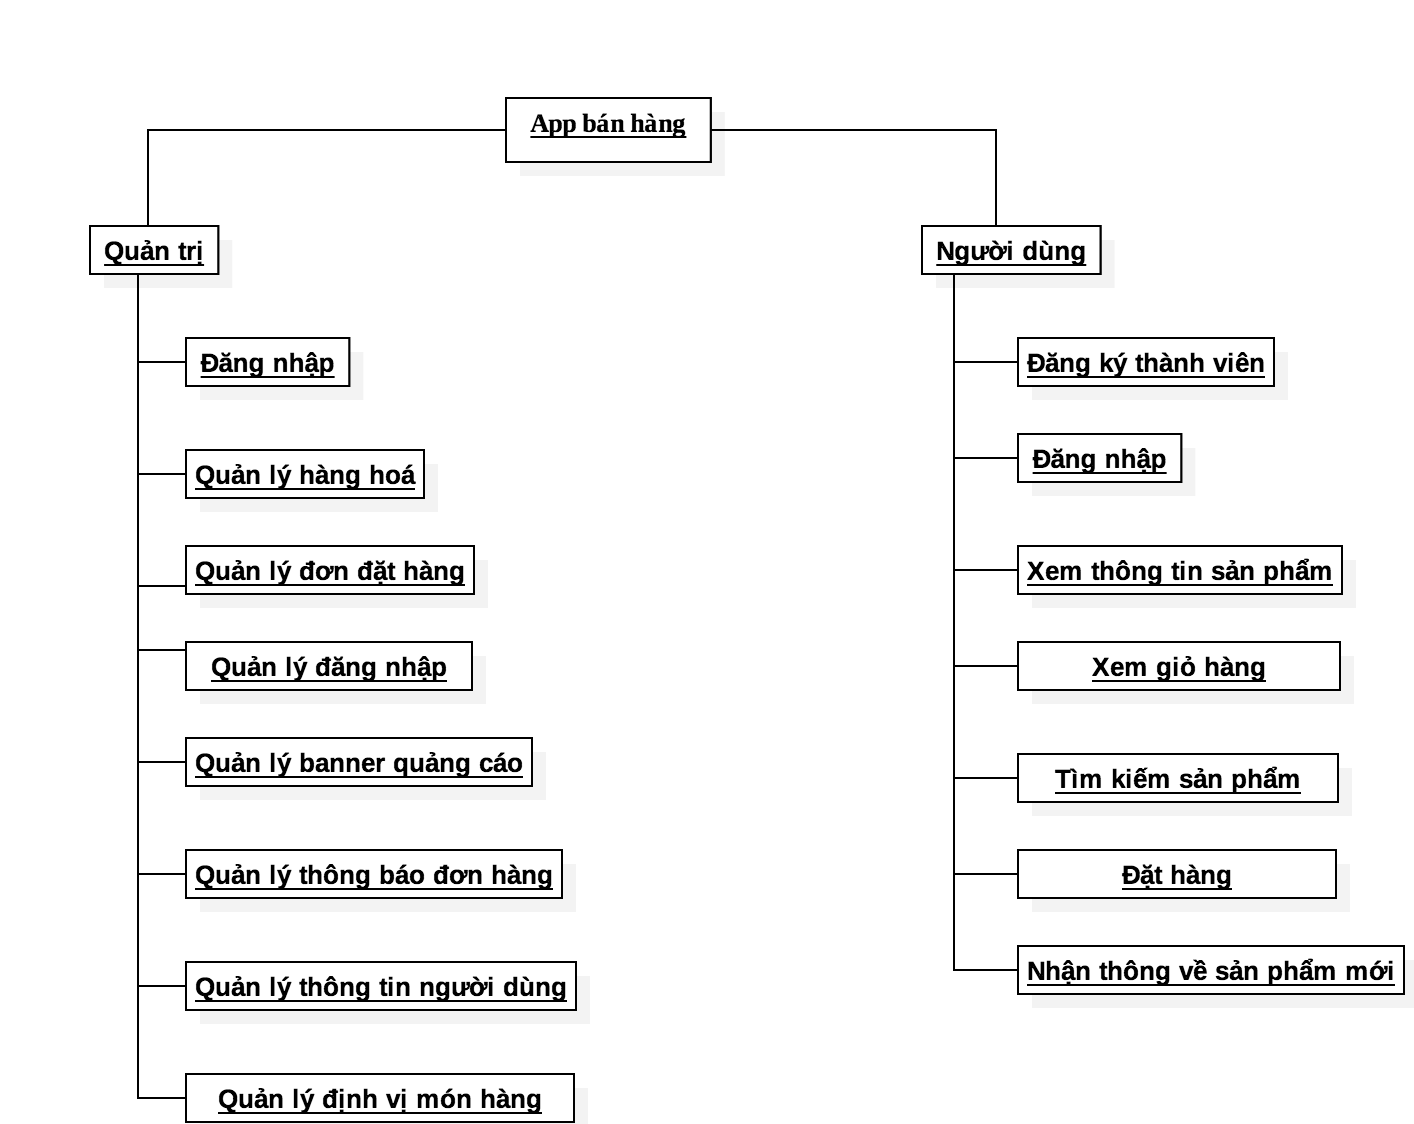 App bán hàng
Quản trị
Người dùng
Đăng nhập
Quản lý hàng hoá
Quản lý đơn đặt hàng
Quản lý đăng nhập
Quản lý banner quảng cáo
Quản lý thông báo đơn hàng
Quản lý thông tin người dùng
Quản lý định vị món hàng
Đăng ký thành viên
Đăng nhập
Xem thông tin sản phẩm
Xem giỏ hàng
Tìm kiếm sản phẩm
Đặt hàng
Nhận thông về sản phẩm mới